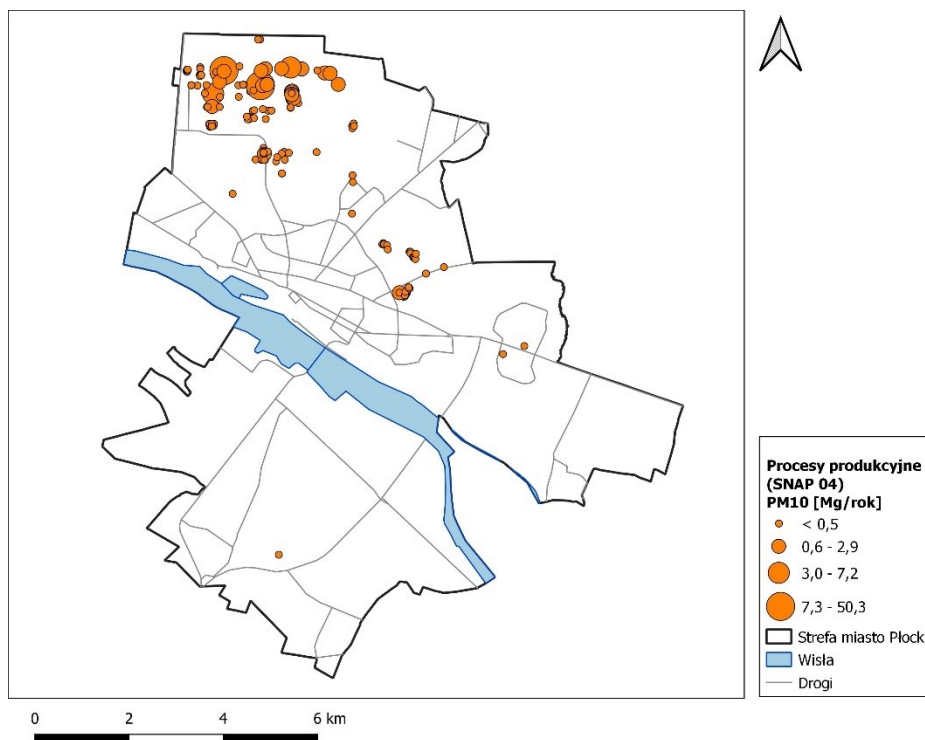 Procesy produkcyjne
(SNAP 04)
PM10 [Mg/rok]
< 0,5
0,6 - 2,9
3,0 - 7,2
7,3 - 50,3
Strefa miasto Płock
Wisła
Drogi
0 2 4 6 km